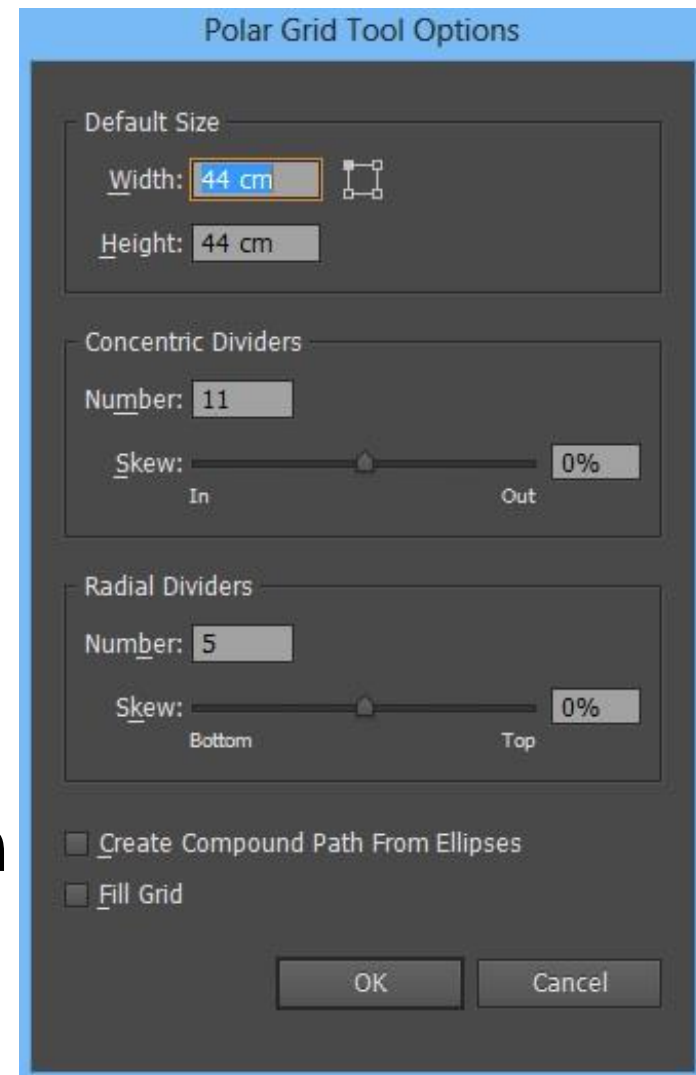 Polar Grid Tool Options
Default Size
Width: 44 cm
Height: 44 cm
Concentric Dividers
Number: 11
Skew: 0%
In Out
Radial Dividers
Number: 5
Skew: 0%
Bottom Top
Create Compound Path From Ellipses
Fill Grid
OK Cancel